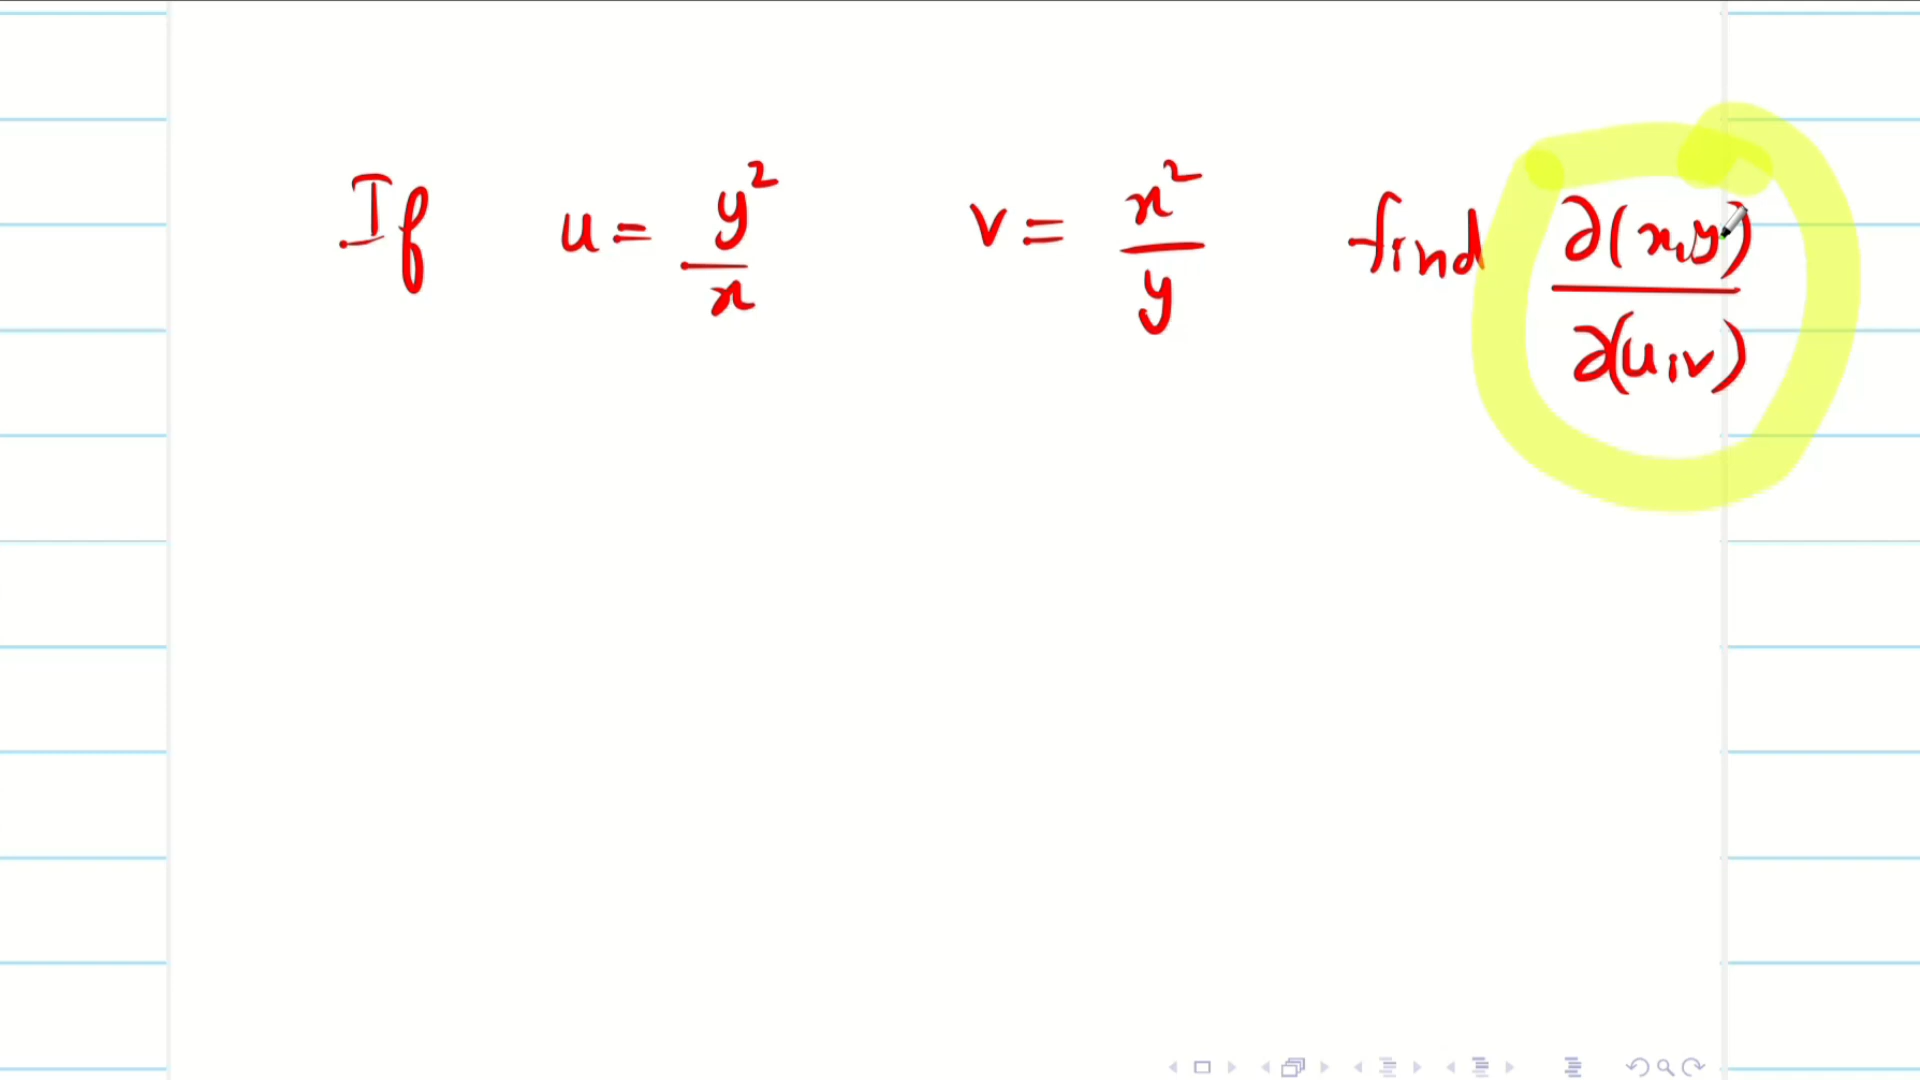 If u = y²/x v = x²/y find ∂(x,y)/∂(u,v)